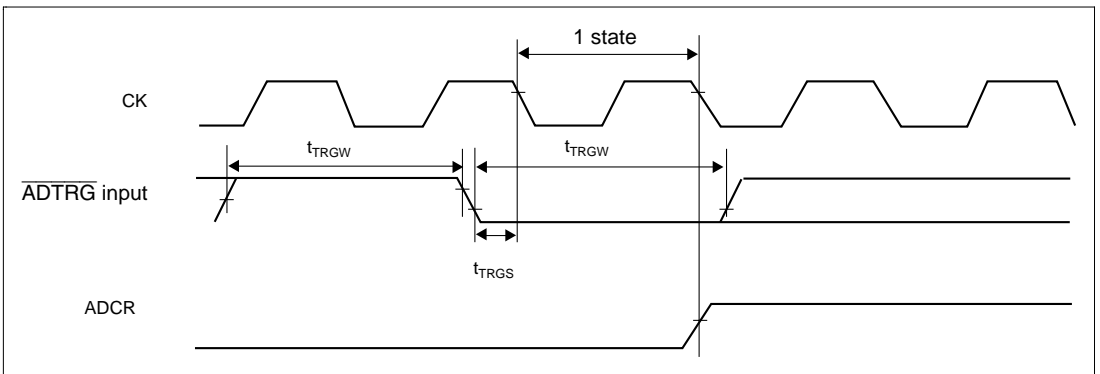 1 state
CK
tTRGW tTRGW
ADTRG input
tTRGS
ADCR